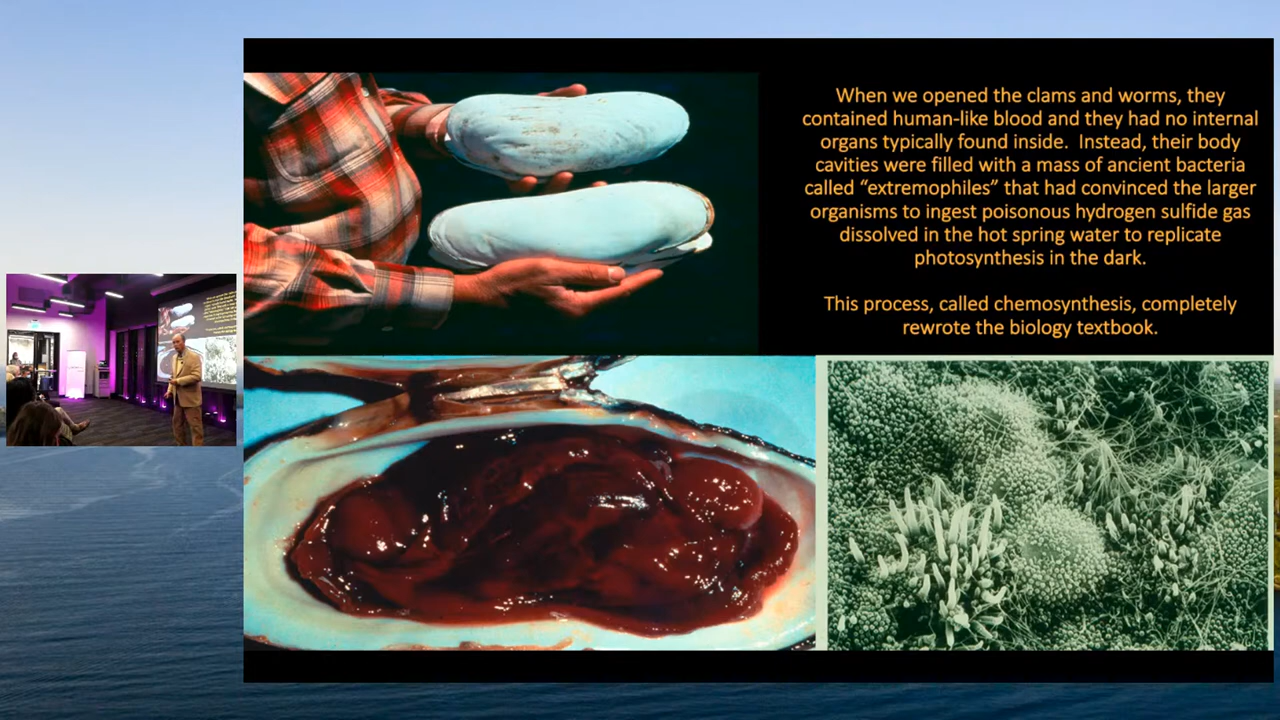 When we opened the clams and worms, they
contained human-like blood and they had no internal
organs typically found inside. Instead, their body
cavities were filled with a mass of ancient bacteria
called “extremophiles” that had convinced the larger
organisms to ingest poisonous hydrogen sulfide gas
dissolved in the hot spring water to replicate
photosynthesis in the dark.
This process, called chemosynthesis, completely
rewrote the biology textbook.